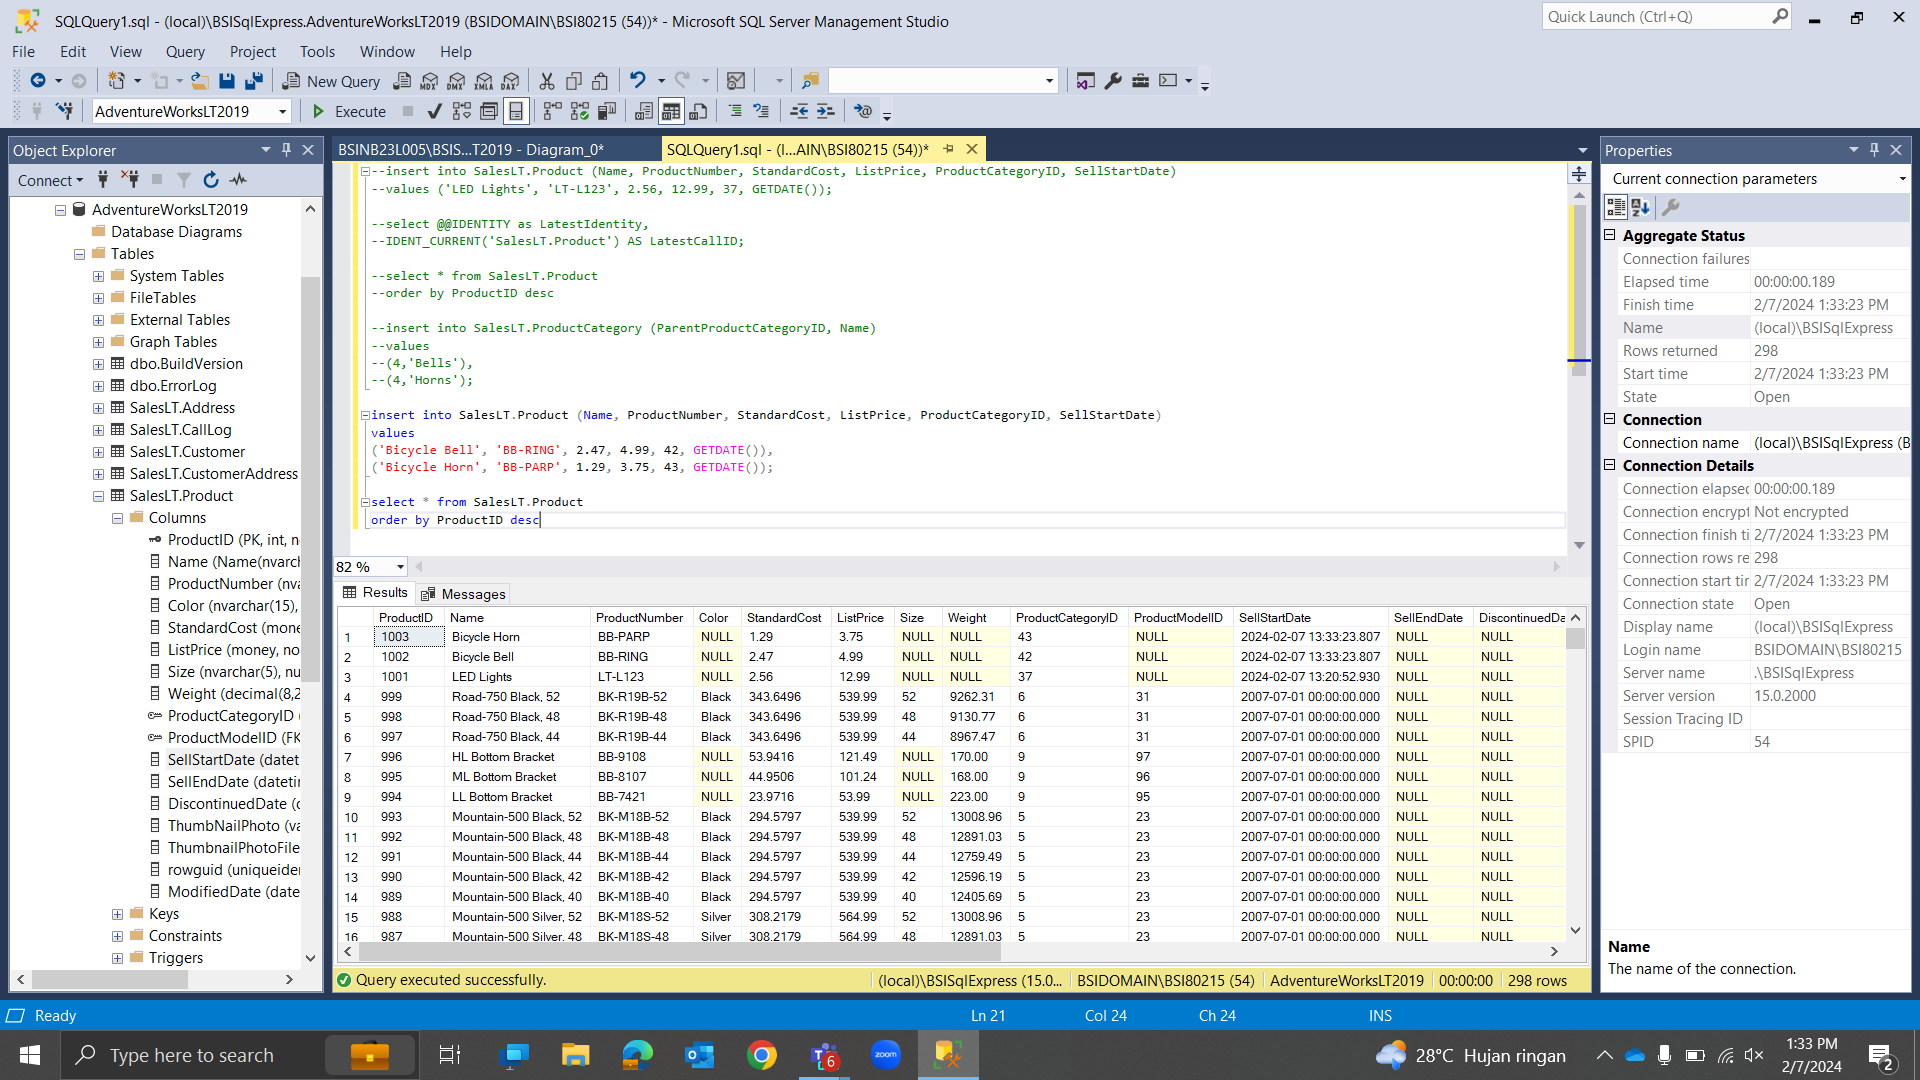 SQLQuery1.sql - (local)\BSISqlExpress.AdventureWorksLT2019 (BSIDOMAIN\BSI80215 (54))* - Microsoft SQL Server Management Studio
Quick Launch (Ctrl+Q)
File Edit View Query Project Tools Window Help
New Query MDX DMX XMLA DAX
AdventureWorksLT2019 Execute
Object Explorer
Connect
AdventureWorksLT2019
Database Diagrams
Tables
System Tables
FileTables
External Tables
Graph Tables
dbo.BuildVersion
dbo.ErrorLog
SalesLT.Address
SalesLT.CallLog
SalesLT.Customer
SalesLT.CustomerAddress
SalesLT.Product
Columns
ProductID (PK, int, n
Name (Name(nvarch
ProductNumber (nva
Color (nvarchar(15),
StandardCost (mone
ListPrice (money, no
Size (nvarchar(5), nu
Weight (decimal(8,2
ProductCategoryID (
ProductModelID (FK
SellStartDate (datet
SellEndDate (datetim
DiscontinuedDate (d
ThumbNailPhoto (va
ThumbnailPhotoFile
rowguid (uniqueider
ModifiedDate (date
Keys
Constraints
Triggers
BSINB23L005\BSIS...T2019 - Diagram_0* SQLQuery1.sql - (l...AIN\BSI80215 (54))*
--insert into SalesLT.Product (Name, ProductNumber, StandardCost, ListPrice, ProductCategoryID, SellStartDate)
--values ('LED Lights', 'LT-L123', 2.56, 12.99, 37, GETDATE());
--select @@IDENTITY as LatestIdentity,
--IDENT_CURRENT('SalesLT.Product') AS LatestCallID;
--select * from SalesLT.Product
--order by ProductID desc
--insert into SalesLT.ProductCategory (ParentProductCategoryID, Name)
--values
--(4,'Bells'),
--(4,'Horns');
insert into SalesLT.Product (Name, ProductNumber, StandardCost, ListPrice, ProductCategoryID, SellStartDate)
values
('Bicycle Bell', 'BB-RING', 2.47, 4.99, 42, GETDATE()),
('Bicycle Horn', 'BB-PARP', 1.29, 3.75, 43, GETDATE());
select * from SalesLT.Product
order by ProductID desc
82 %
Results Messages
ProductID Name ProductNumber Color StandardCost ListPrice Size Weight ProductCategoryID ProductModelID SellStartDate SellEndDate DiscontinuedDa
1 1003 Bicycle Horn BB-PARP NULL 1.29 3.75 NULL NULL 43 NULL 2024-02-07 13:33:23.807 NULL NULL
2 1002 Bicycle Bell BB-RING NULL 2.47 4.99 NULL NULL 42 NULL 2024-02-07 13:33:23.807 NULL NULL
3 1001 LED Lights LT-L123 NULL 2.56 12.99 NULL NULL 37 NULL 2024-02-07 13:20:52.930 NULL NULL
4 999 Road-750 Black, 52 BK-R19B-52 Black 343.6496 539.99 52 9262.31 6 31 2007-07-01 00:00:00.000 NULL NULL
5 998 Road-750 Black, 48 BK-R19B-48 Black 343.6496 539.99 48 9130.77 6 31 2007-07-01 00:00:00.000 NULL NULL
6 997 Road-750 Black, 44 BK-R19B-44 Black 343.6496 539.99 44 8967.47 6 31 2007-07-01 00:00:00.000 NULL NULL
7 996 HL Bottom Bracket BB-9108 NULL 53.9416 121.49 NULL 170.00 9 97 2007-07-01 00:00:00.000 NULL NULL
8 995 ML Bottom Bracket BB-8107 NULL 44.9506 101.24 NULL 168.00 9 96 2007-07-01 00:00:00.000 NULL NULL
9 994 LL Bottom Bracket BB-7421 NULL 23.9716 53.99 NULL 223.00 9 95 2007-07-01 00:00:00.000 NULL NULL
10 993 Mountain-500 Black, 52 BK-M18B-52 Black 294.5797 539.99 52 13008.96 5 23 2007-07-01 00:00:00.000 NULL NULL
11 992 Mountain-500 Black, 48 BK-M18B-48 Black 294.5797 539.99 48 12891.03 5 23 2007-07-01 00:00:00.000 NULL NULL
12 991 Mountain-500 Black, 44 BK-M18B-44 Black 294.5797 539.99 44 12759.49 5 23 2007-07-01 00:00:00.000 NULL NULL
13 990 Mountain-500 Black, 42 BK-M18B-42 Black 294.5797 539.99 42 12596.19 5 23 2007-07-01 00:00:00.000 NULL NULL
14 989 Mountain-500 Black, 40 BK-M18B-40 Black 294.5797 539.99 40 12405.69 5 23 2007-07-01 00:00:00.000 NULL NULL
15 988 Mountain-500 Silver, 52 BK-M18S-52 Silver 308.2179 564.99 52 13008.96 5 23 2007-07-01 00:00:00.000 NULL NULL
16 987 Mountain-500 Silver, 48 BK-M18S-48 Silver 308.2179 564.99 48 12891.03 5 23 2007-07-01 00:00:00.000 NULL NULL
Query executed successfully. (local)\BSISqlExpress (15.0... BSIDOMAIN\BSI80215 (54) AdventureWorksLT2019 00:00:00 298 rows
Properties
Current connection parameters
Aggregate Status
Connection failures
Elapsed time 00:00:00.189
Finish time 2/7/2024 1:33:23 PM
Name (local)\BSISqlExpress
Rows returned 298
Start time 2/7/2024 1:33:23 PM
State Open
Connection
Connection name (local)\BSISqlExpress (B
Connection Details
Connection elapsec 00:00:00.189
Connection encrypt Not encrypted
Connection finish ti 2/7/2024 1:33:23 PM
Connection rows re 298
Connection start tir 2/7/2024 1:33:23 PM
Connection state Open
Display name (local)\BSISqlExpress
Login name BSIDOMAIN\BSI80215
Server name .\BSISqlExpress
Server version 15.0.2000
Session Tracing ID
SPID 54
Name
The name of the connection.
Ready Ln 21 Col 24 Ch 24 INS
Type here to search
6
zoom
28°C Hujan ringan
1:33 PM
2/7/2024
2